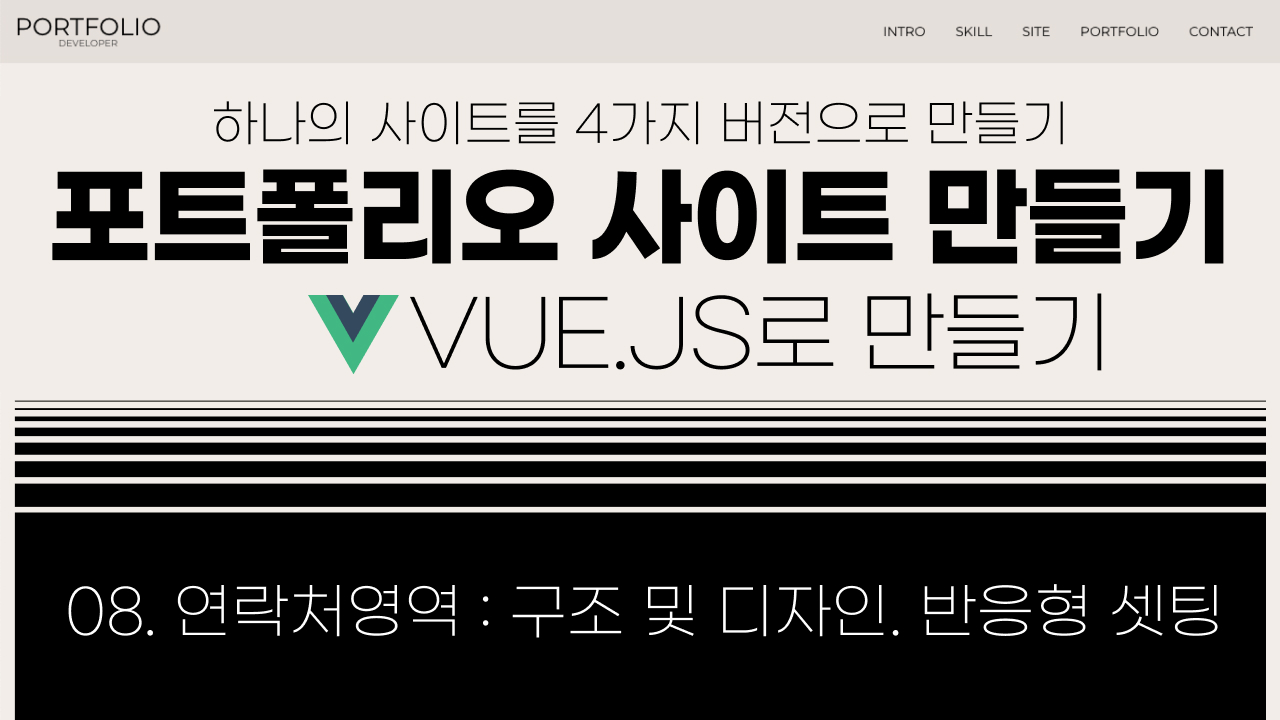 PORTFOLIO
DEVELOPER
INTRO SKILL SITE PORTFOLIO CONTACT
하나의 사이트를 4가지 버전으로 만들기
포트폴리오 사이트 만들기
VUE.JS로 만들기
08. 연락처영역 : 구조 및 디자인. 반응형 셋팅